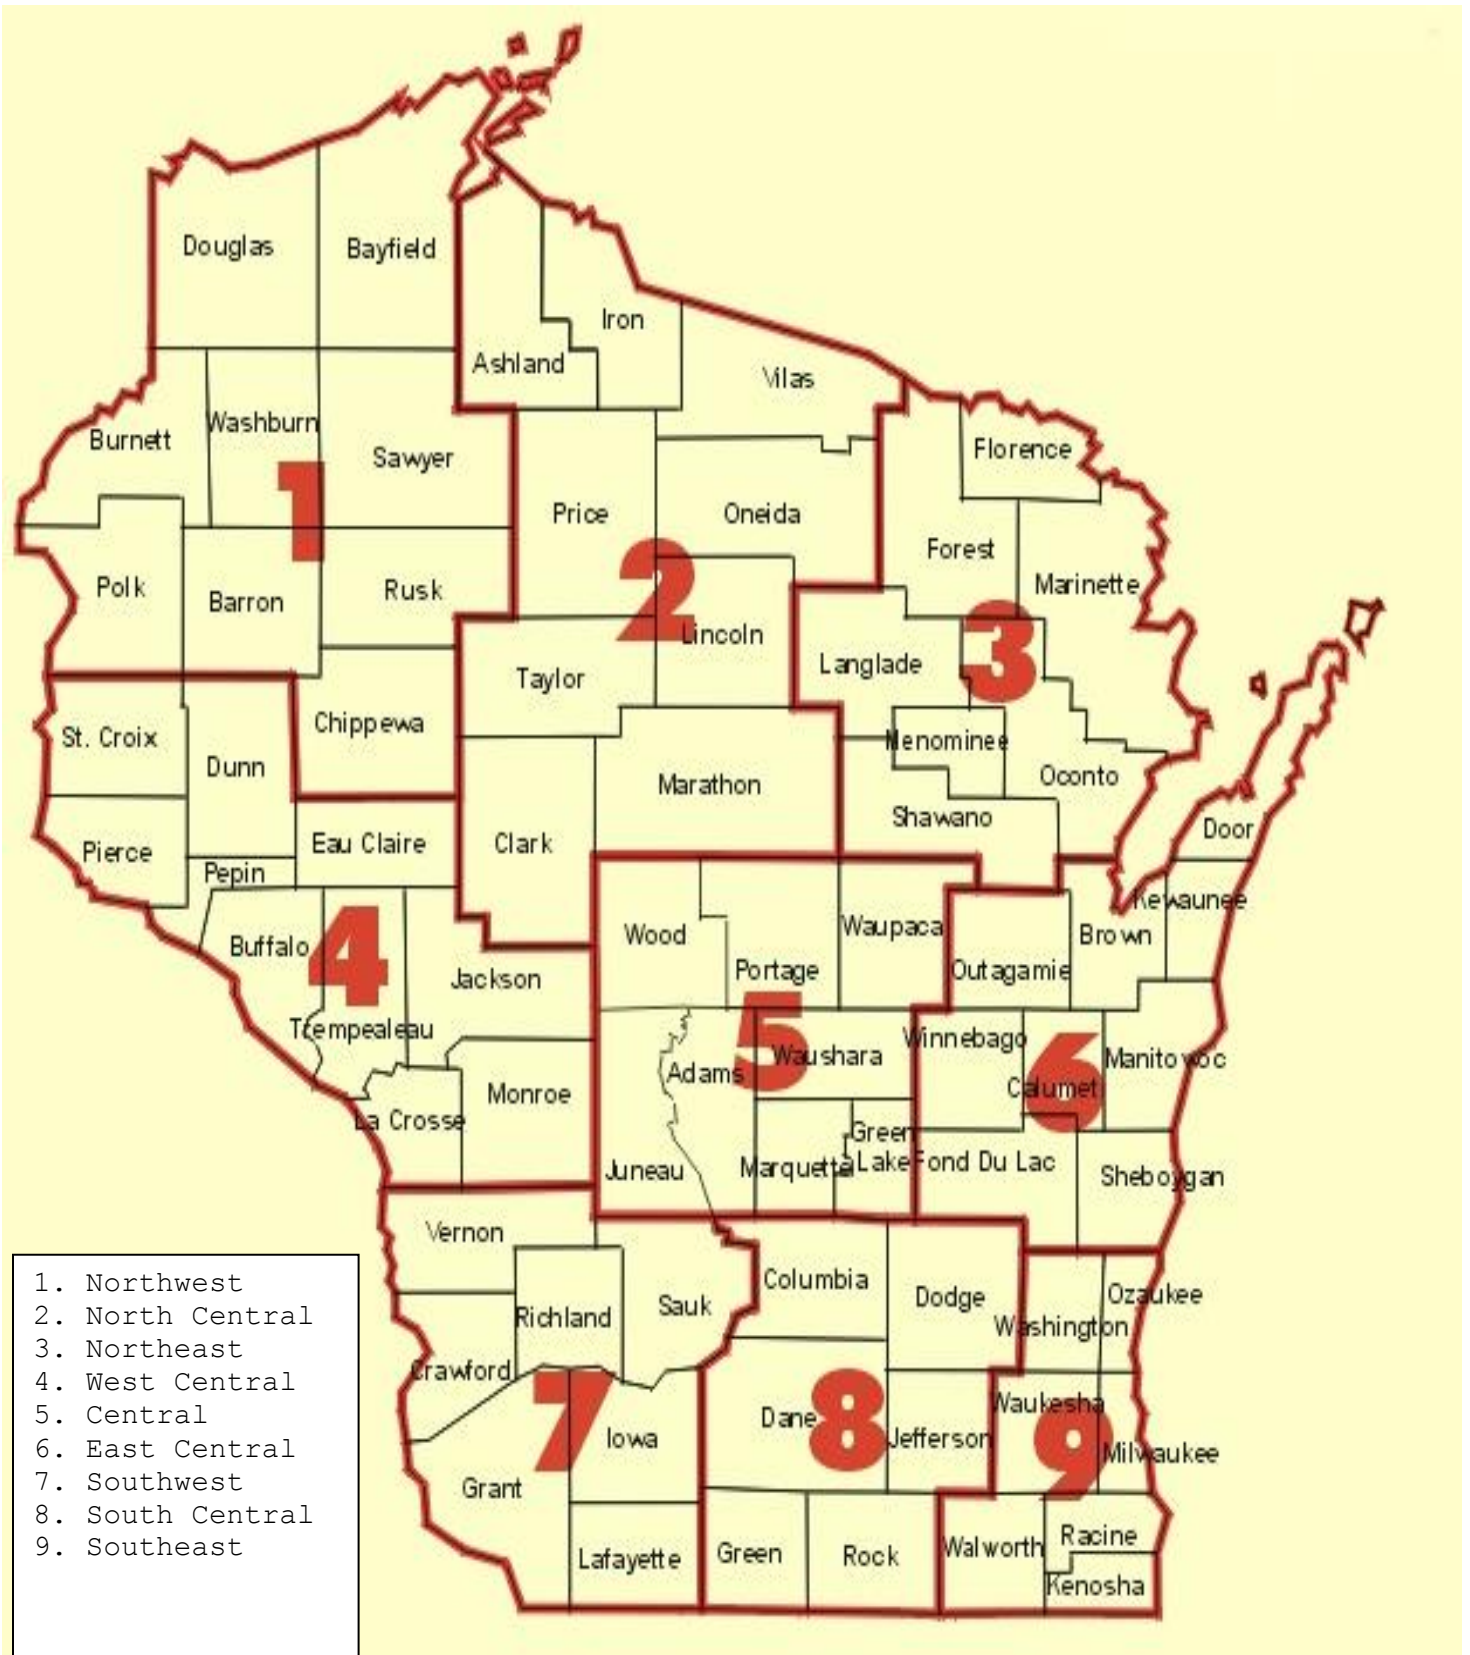 Douglas
Bayfield
Iron
Ashland
Vilas
Washburn
Burnett
Sawyer
Florence
1
Price
Oneida
Forest
Polk
Barron
Rusk
Marinette
2
Lincoln
3
Langlade
Taylor
St. Croix
Chippewa
Menominee
Dunn
Marathon
Oconto
Shawano
Door
Pierce
Eau Claire
Clark
Pepin
Kewaunee
Buffalo
4
Wood
Waupaca
Brown
Jackson
Portage
Outagamie
Trempealeau
5
Winnebago
6
Waushara
Manitowoc
Adams
Calumet
Monroe
La Crosse
Green
Lake
Juneau
Marquette
Fond Du Lac
Sheboygan
Vernon
Columbia
Dodge
Ozaukee
Richland
Sauk
Washington
Crawford
7
8
Waukesha
Dane
Iowa
Jefferson
9
Milwaukee
Grant
Lafayette
Green
Rock
Walworth
Racine
Kenosha
1. Northwest
2. North Central
3. Northeast
4. West Central
5. Central
6. East Central
7. Southwest
8. South Central
9. Southeast